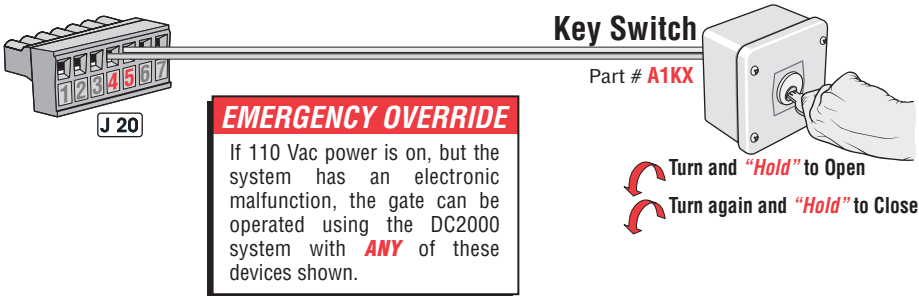 Key Switch
Part # A1KX
1 2 3 4 5 6 7
J 20
EMERGENCY OVERRIDE
If 110 Vac power is on, but the
system has an electronic
malfunction, the gate can be
operated using the DC2000
system with ANY of these
devices shown.
Turn and “Hold” to Open
Turn again and “Hold” to Close